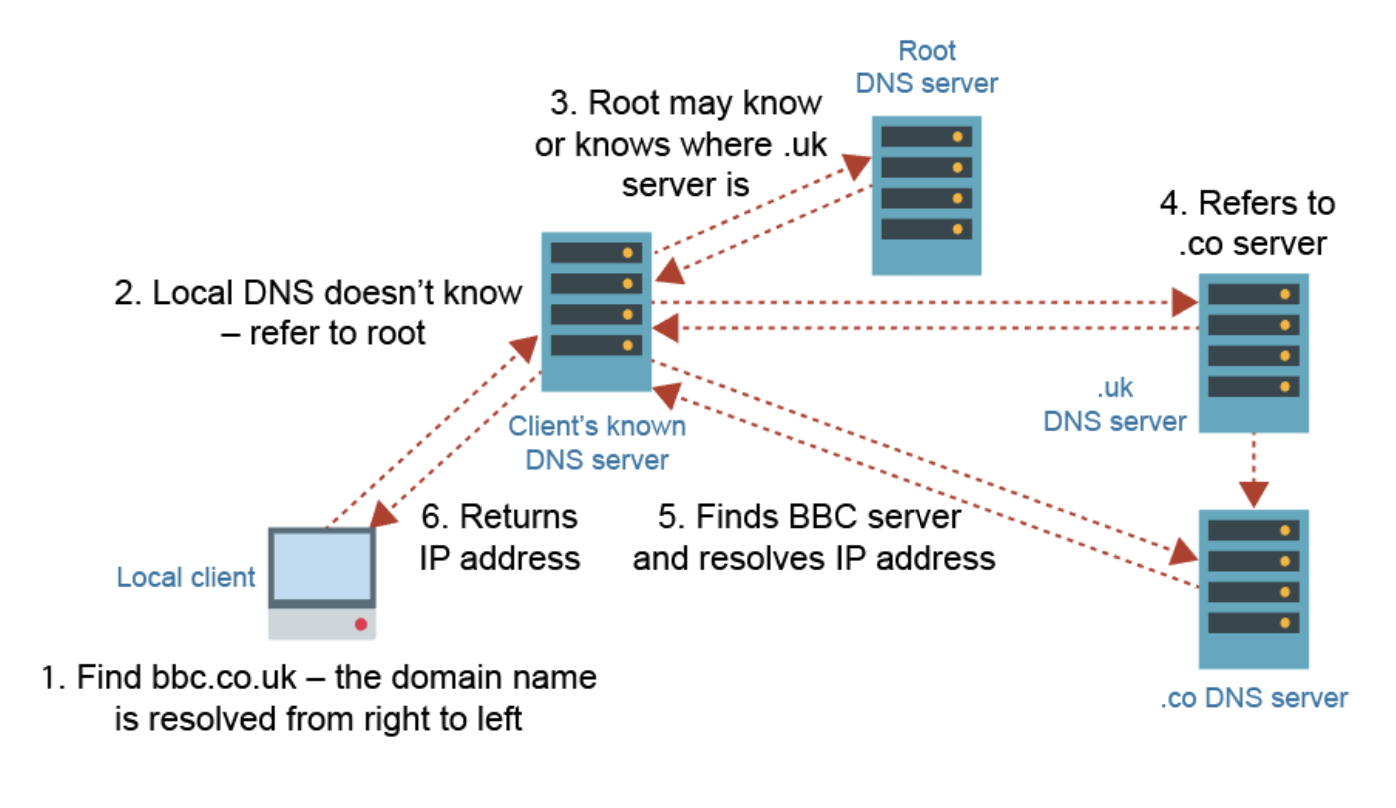 Root
DNS server
3. Root may know
or knows where .uk
server is
4. Refers to
.co server
2. Local DNS doesn’t know
– refer to root
.uk
DNS server
Client’s known
DNS server
6. Returns
IP address
5. Finds BBC server
and resolves IP address
Local client
1. Find bbc.co.uk – the domain name
is resolved from right to left
.co DNS server